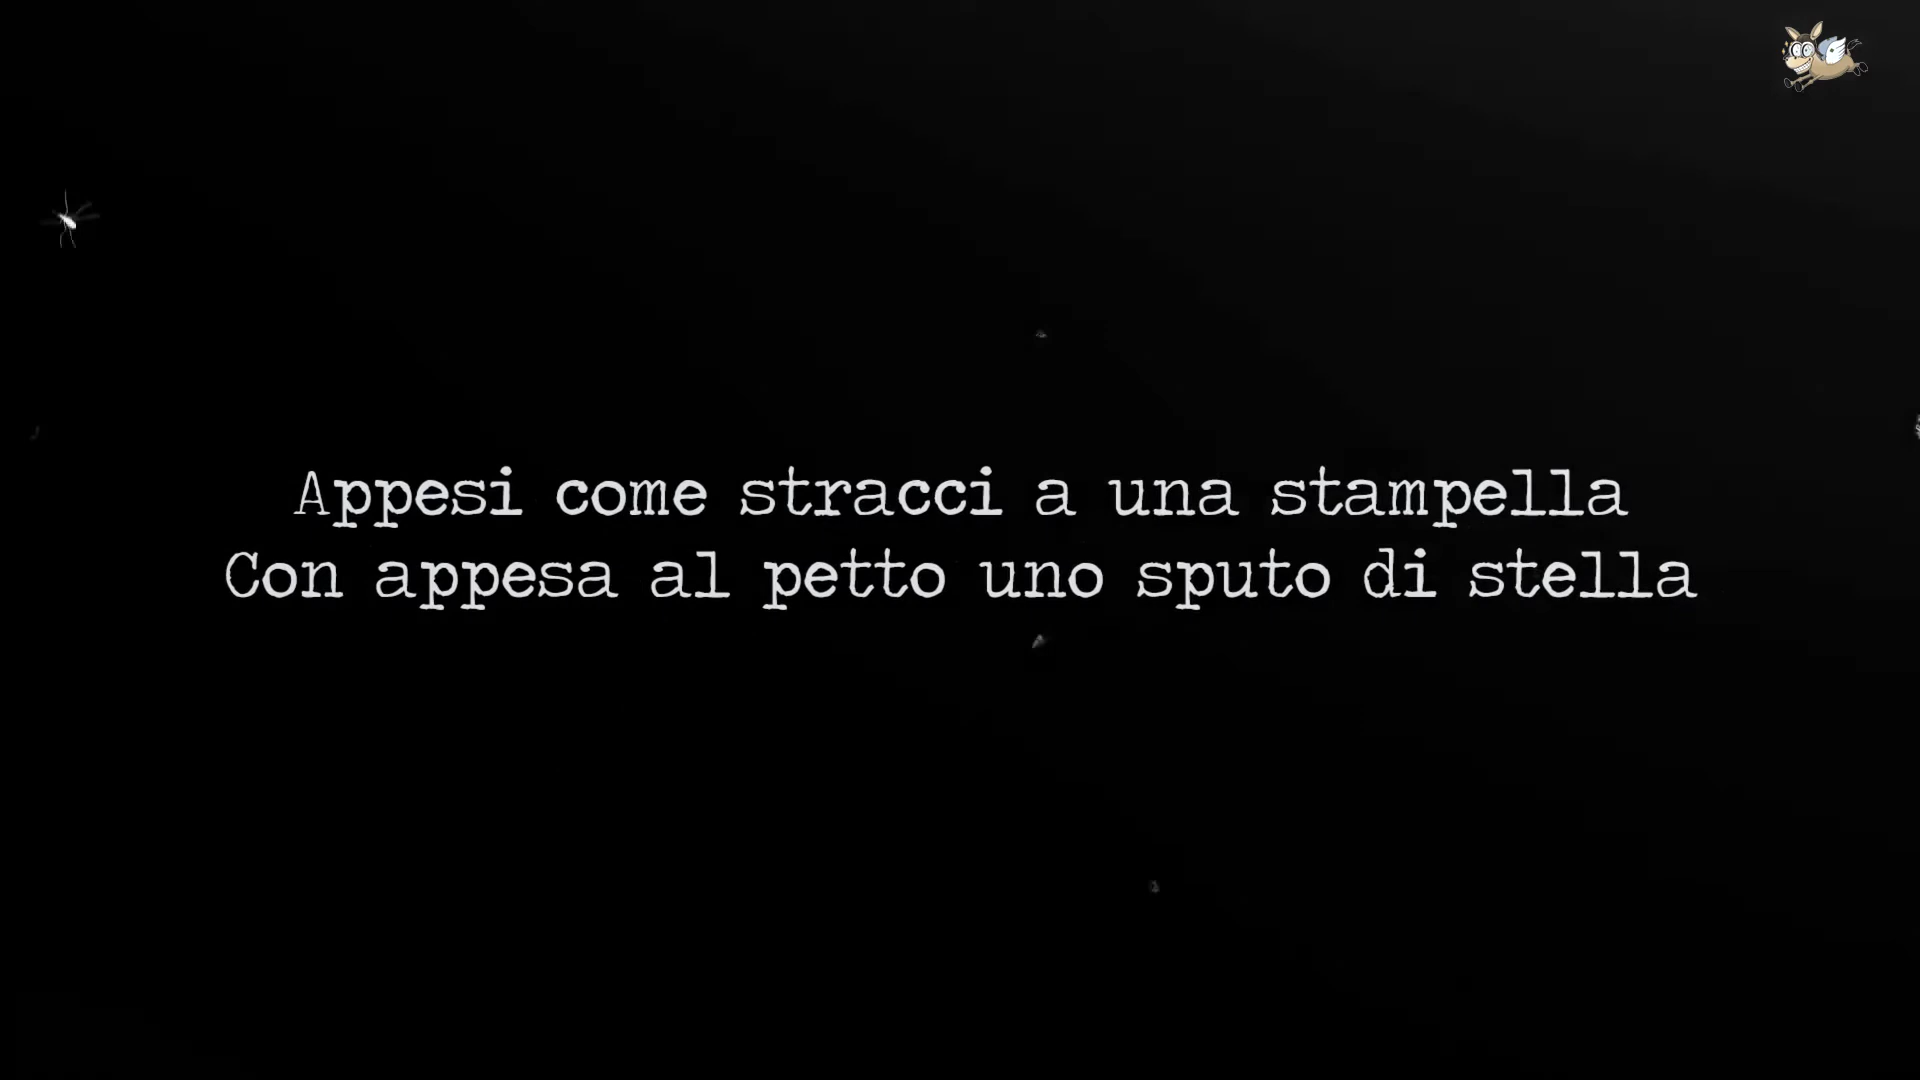 Appesi come stracci a una stampella
Con appesa al petto uno sputo di stella